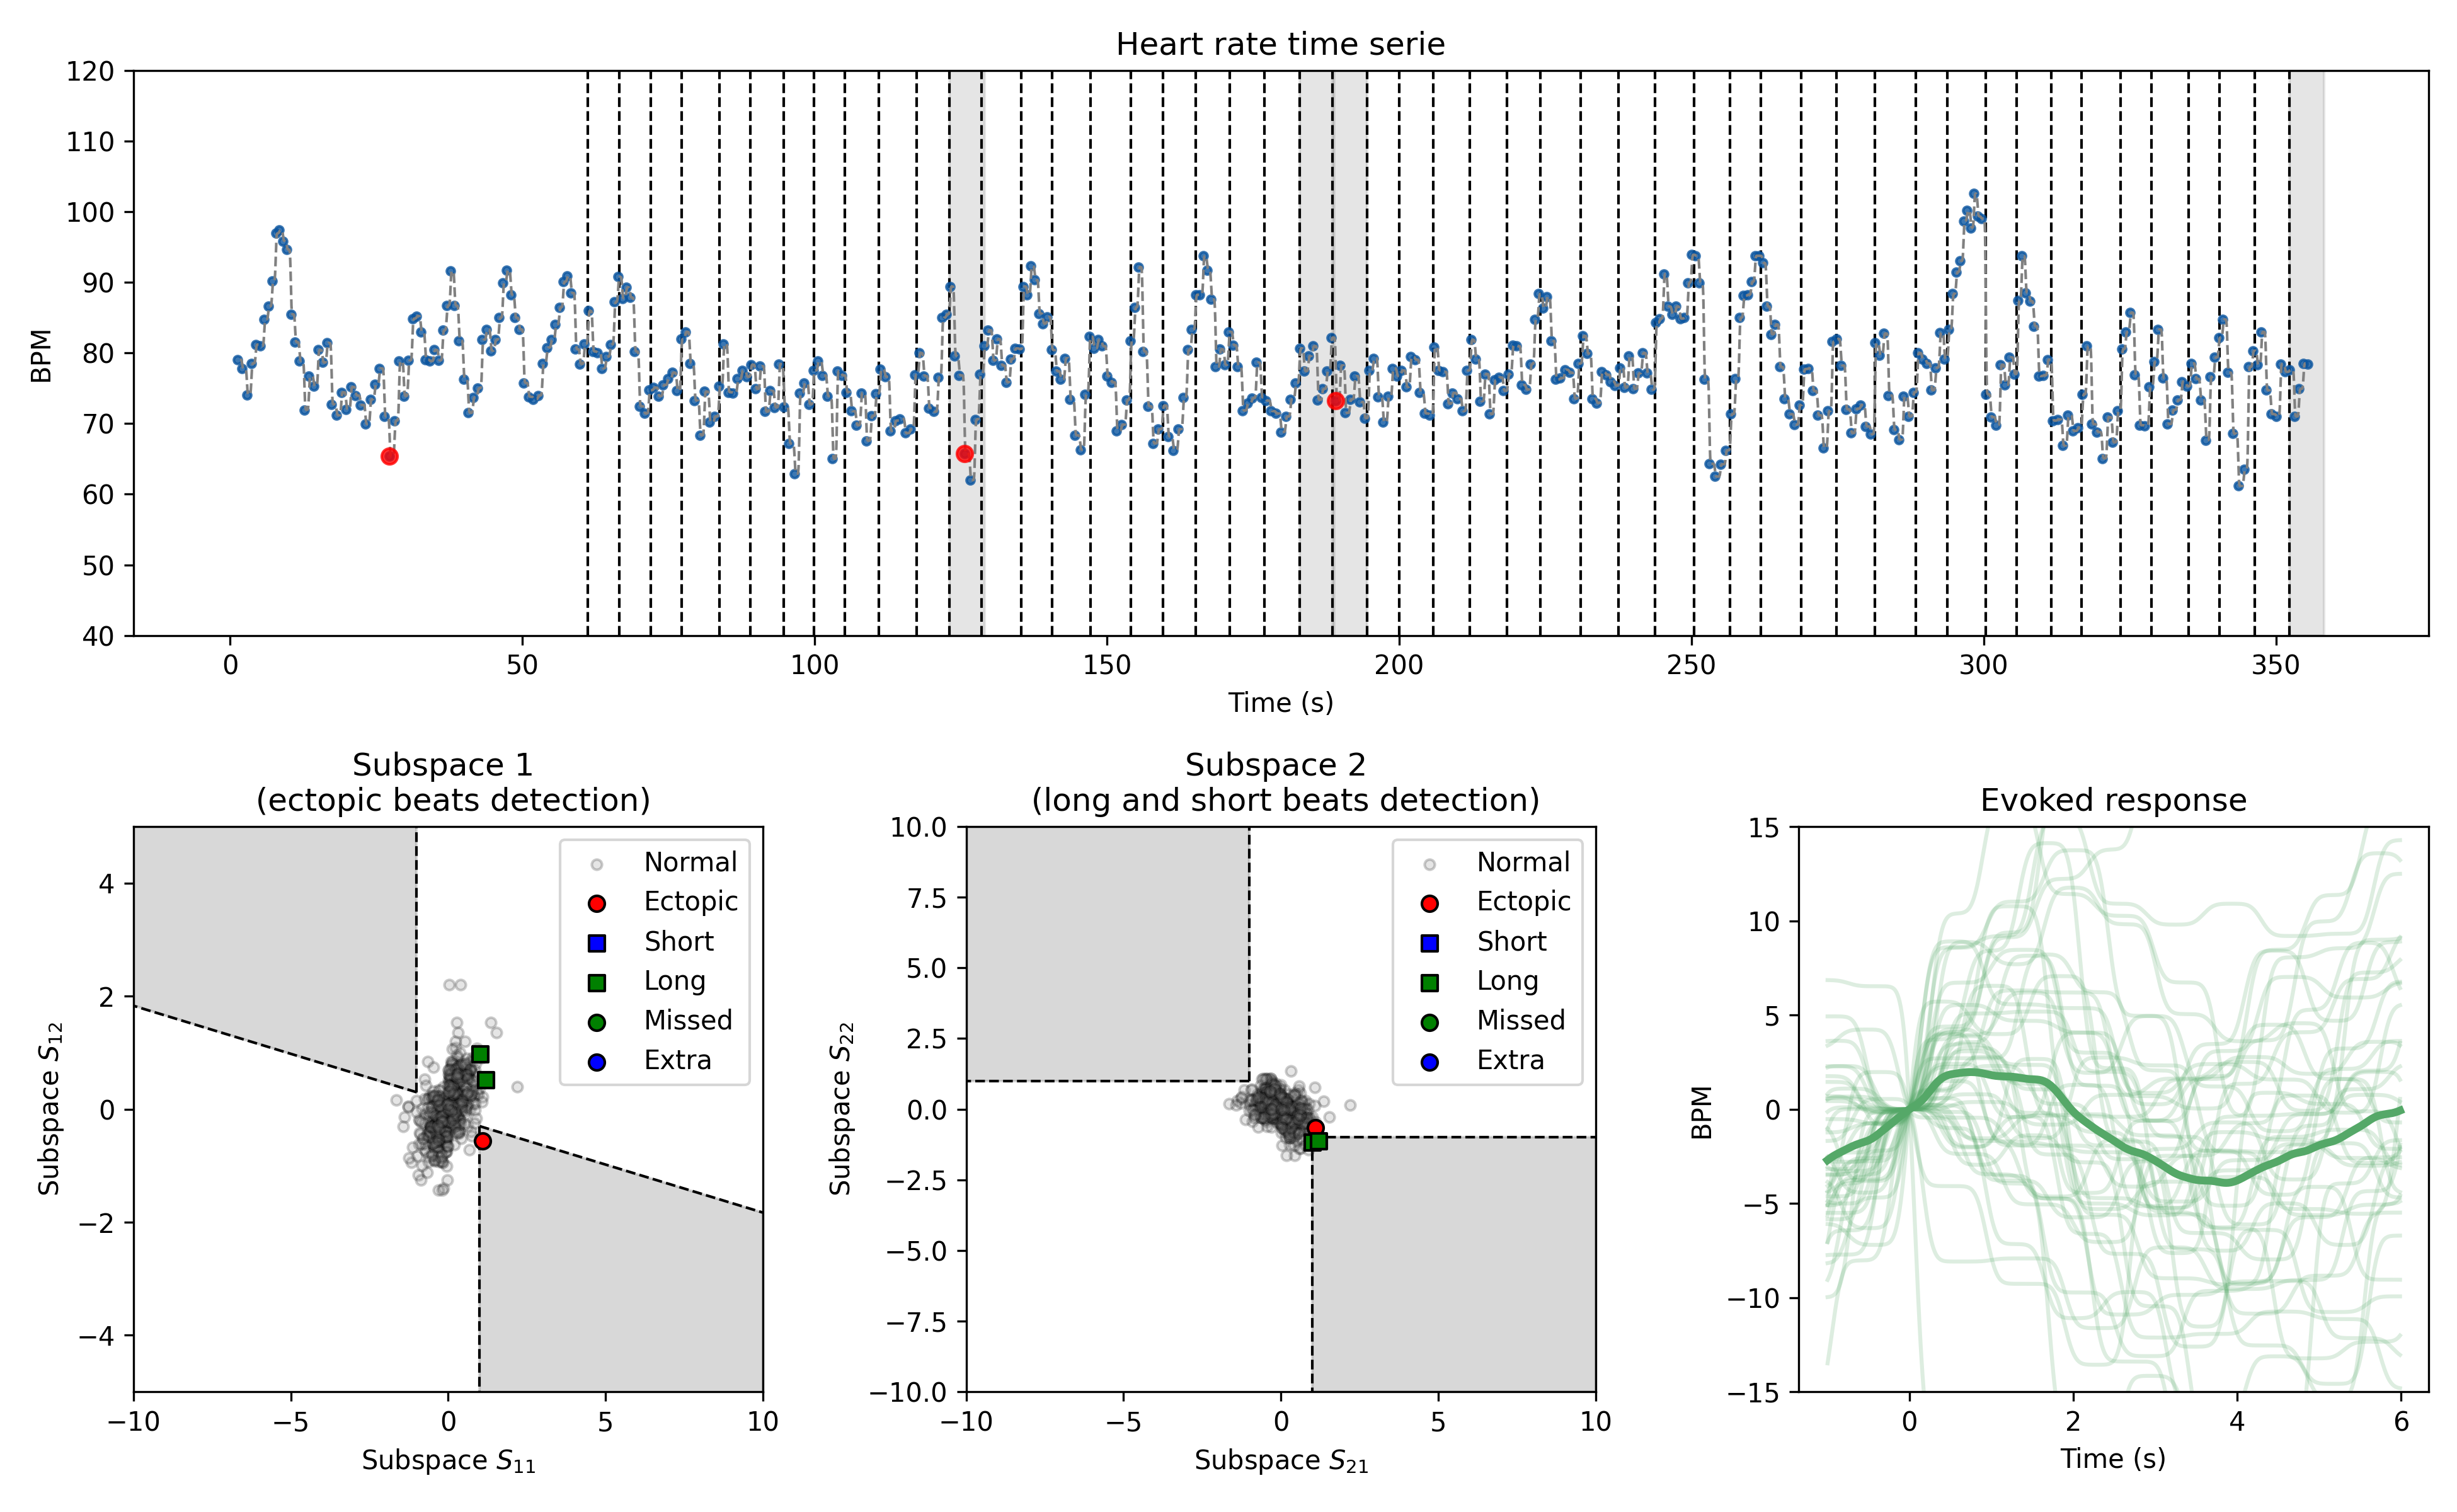 Heart rate time serie
120
110
100
90
80
70
60
50
40
BPM
0 50 100 150 200 250 300 350
Time (s)
Subspace 1
(ectopic beats detection)
4
2
0
−2
−4
Subspace S12
Normal
Ectopic
Short
Long
Missed
Extra
−10 −5 0 5 10
Subspace S11
Subspace 2
(long and short beats detection)
10.0
7.5
5.0
2.5
0.0
−2.5
−5.0
−7.5
−10.0
Subspace S22
Normal
Ectopic
Short
Long
Missed
Extra
−10 −5 0 5 10
Subspace S21
Evoked response
15
10
5
0
−5
−10
−15
BPM
0 2 4 6
Time (s)